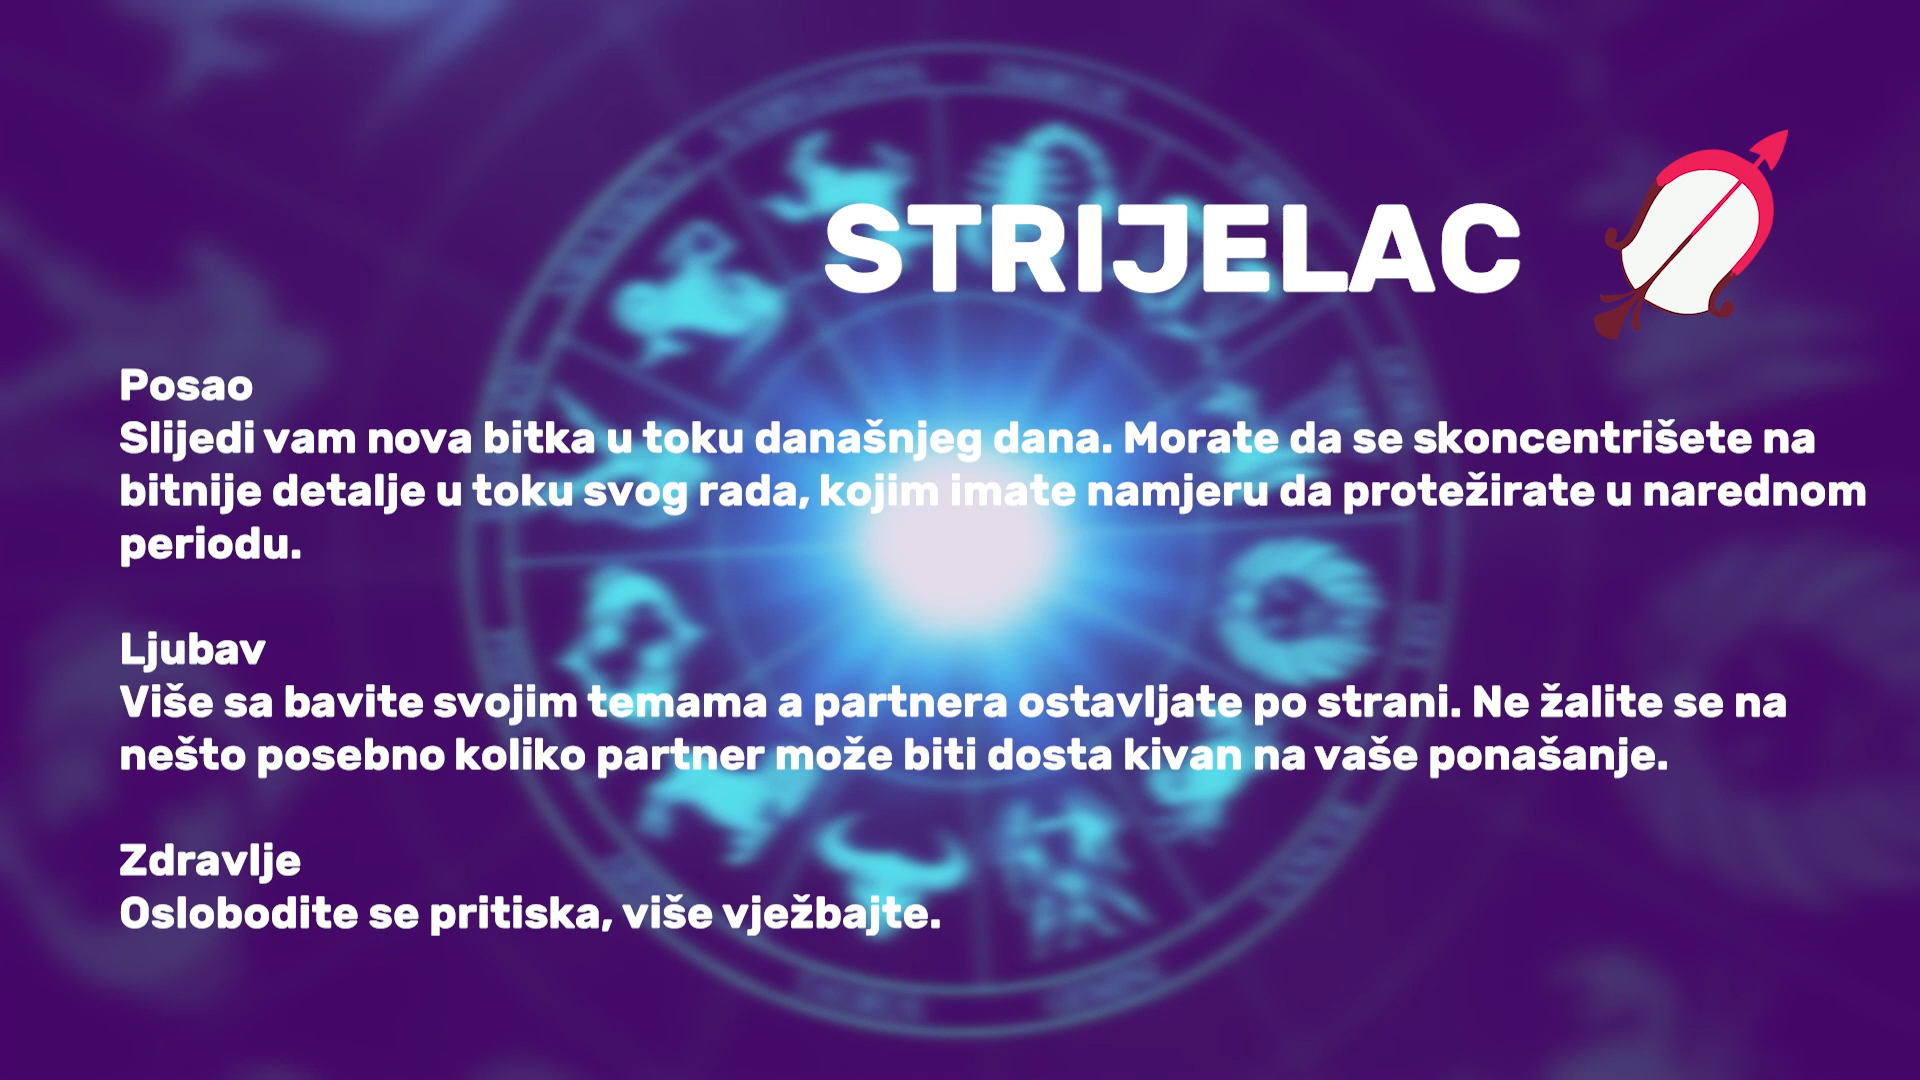 STRIJELAC
Posao
Slijedi vam nova bitka u toku današnjeg dana. Morate da se skoncentrišete na
bitnije detalje u toku svog rada, kojim imate namjeru da protežirate u narednom
periodu.
Ljubav
Više sa bavite svojim temama a partnera ostavljate po strani. Ne žalite se na
nešto posebno koliko partner može biti dosta kivan na vaše ponašanje.
Zdravlje
Oslobodite se pritiska, više vježbajte.